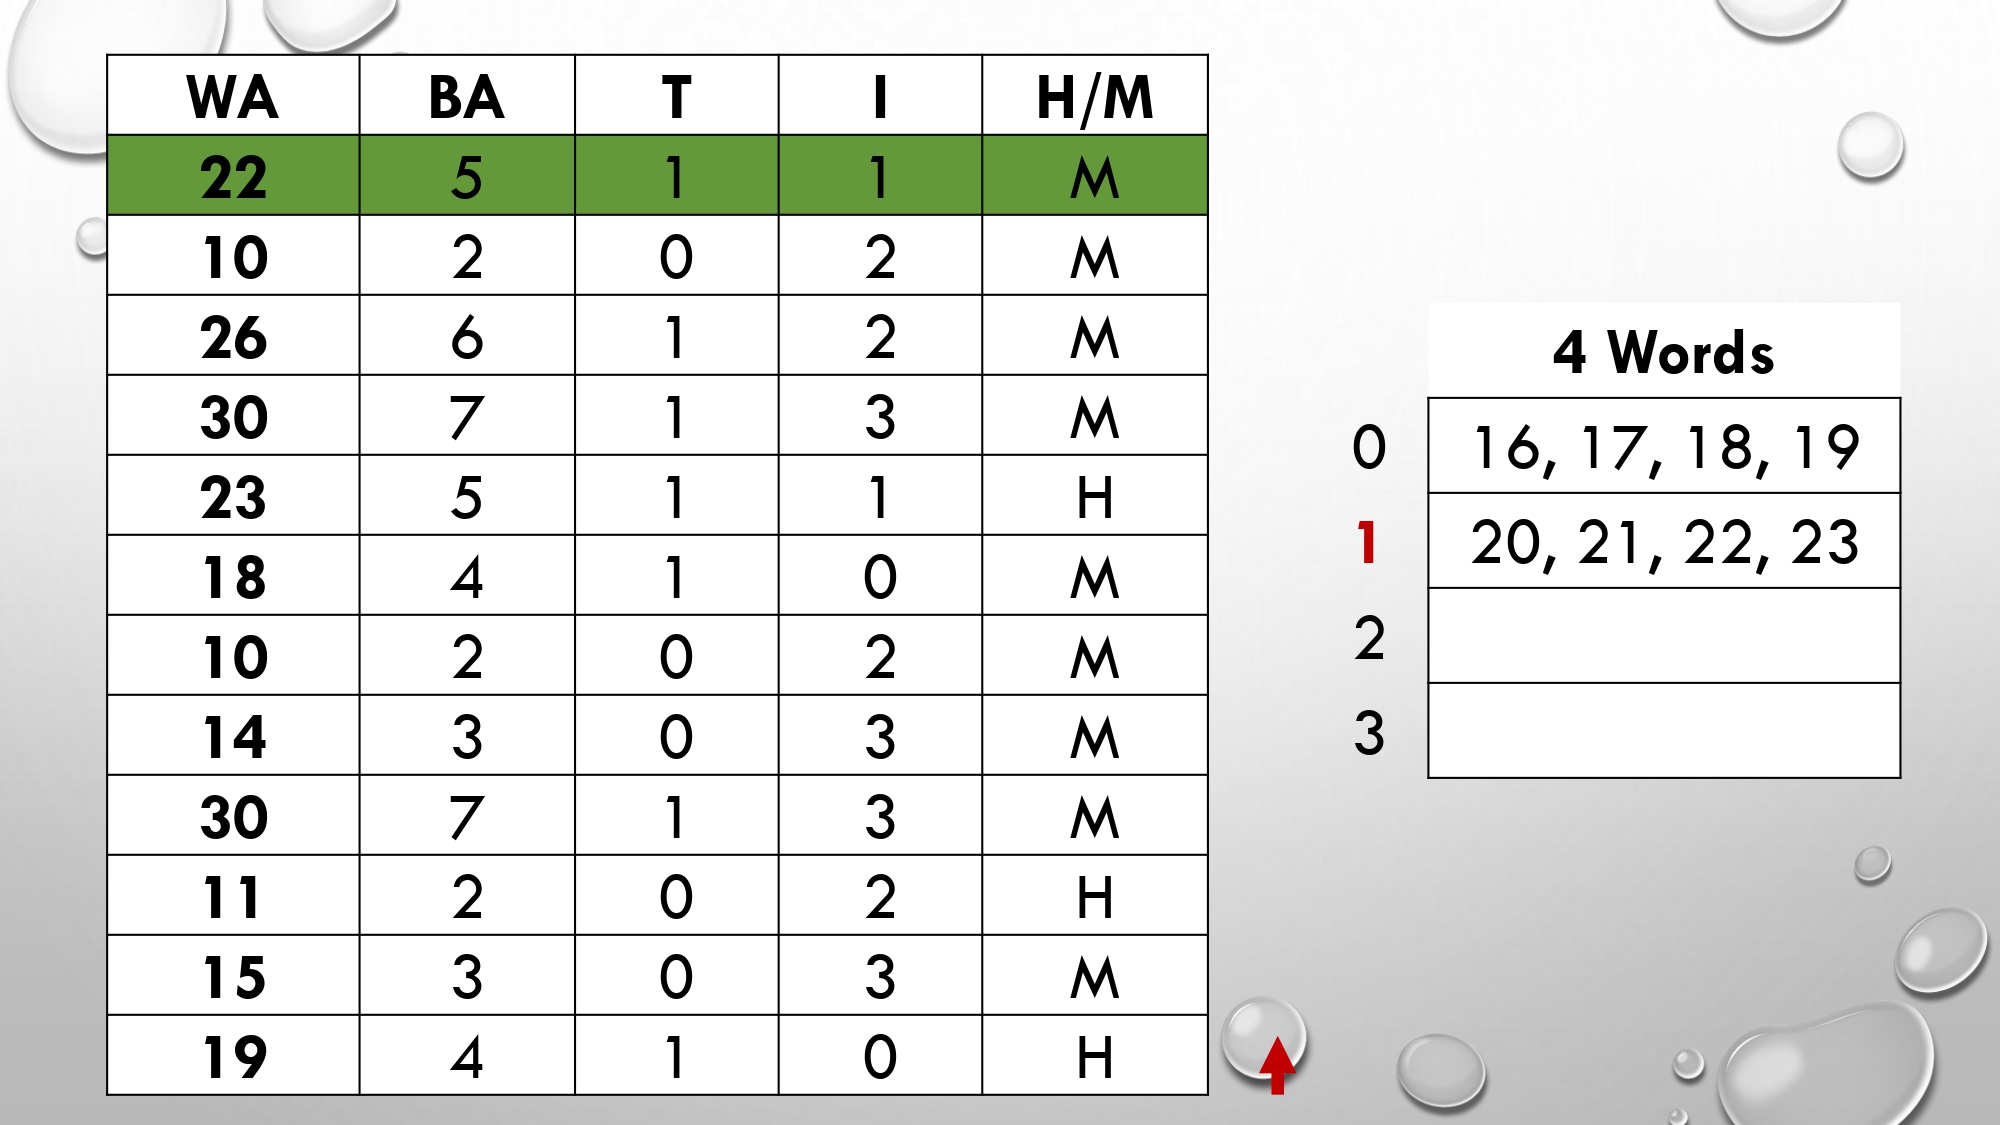 WA BA T I H/M
22 5 1 1 M
10 2 0 2 M
26 6 1 2 M
30 7 1 3 M
23 5 1 1 H
18 4 1 0 M
10 2 0 2 M
14 3 0 3 M
30 7 1 3 M
11 2 0 2 H
15 3 0 3 M
19 4 1 0 H
4 Words
0 16, 17, 18, 19
1 20, 21, 22, 23
2
3